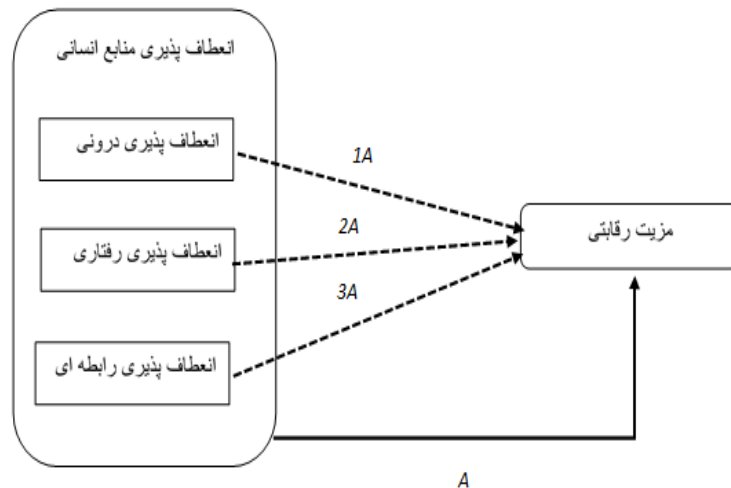 انعطاف پذیری منابع انسانی
انعطاف پذیری درونی
1A
مزیت رقابتی
2A
انعطاف پذیری رفتاری
3A
انعطاف پذیری رابطه ای
A